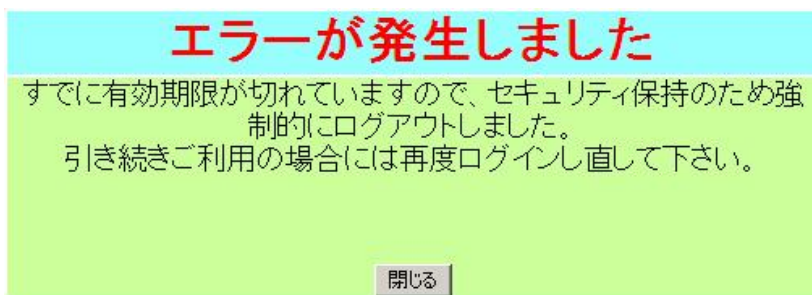 エラーが発生しました
すでに有効期限が切れていますので、セキュリティ保持のため強
制的にログアウトしました。
引き続きご利用の場合には再度ログインし直して下さい。
閉じる